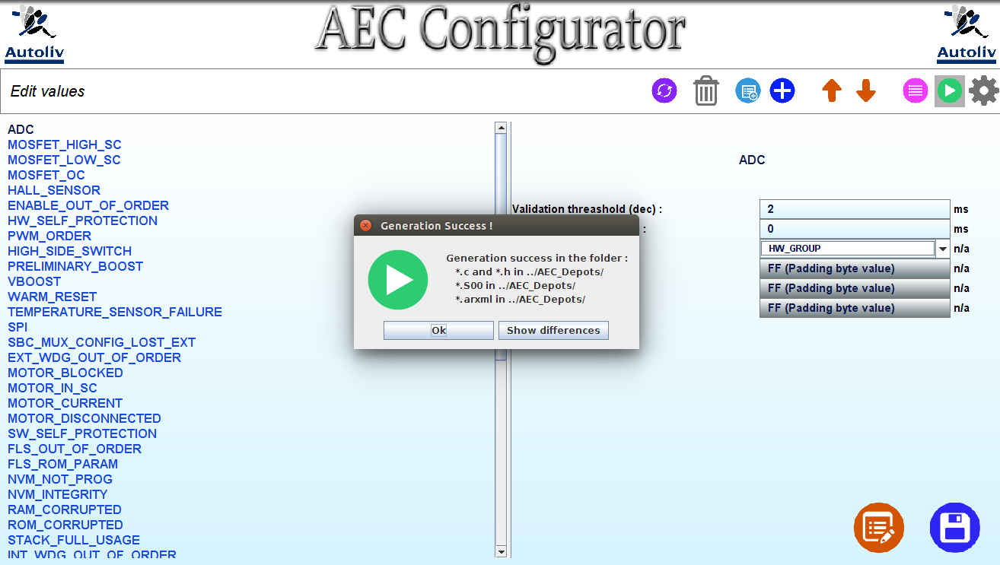 Autoliv
AEC Configurator
Autoliv
Edit values
ADC
MOSFET_HIGH_SC
MOSFET_LOW_SC
MOSFET_OC
HALL_SENSOR
ENABLE_OUT_OF_ORDER
HW_SELF_PROTECTION
PWM_ORDER
HIGH_SIDE_SWITCH
PRELIMINARY_BOOST
VBOOST
WARM_RESET
TEMPERATURE_SENSOR_FAILURE
SPI
SBC_MUX_CONFIG_LOST_EXT
EXT_WDG_OUT_OF_ORDER
MOTOR_BLOCKED
MOTOR_IN_SC
MOTOR_CURRENT
MOTOR_DISCONNECTED
SW_SELF_PROTECTION
FLS_OUT_OF_ORDER
FLS_ROM_PARAM
NVM_NOT_PROG
NVM_INTEGRITY
RAM_CORRUPTED
ROM_CORRUPTED
STACK_FULL_USAGE
INT_WDG_OUT_OF_ORDER
ADC
Validation threashold (dec) : 2 ms
: 0 ms
HW_GROUP n/a
FF (Padding byte value) n/a
FF (Padding byte value) n/a
FF (Padding byte value) n/a
Generation Success !
Generation success in the folder :
*.c and *.h in ../AEC_Depots/
*.S00 in ../AEC_Depots/
*.arxml in ../AEC_Depots/
Ok Show differences